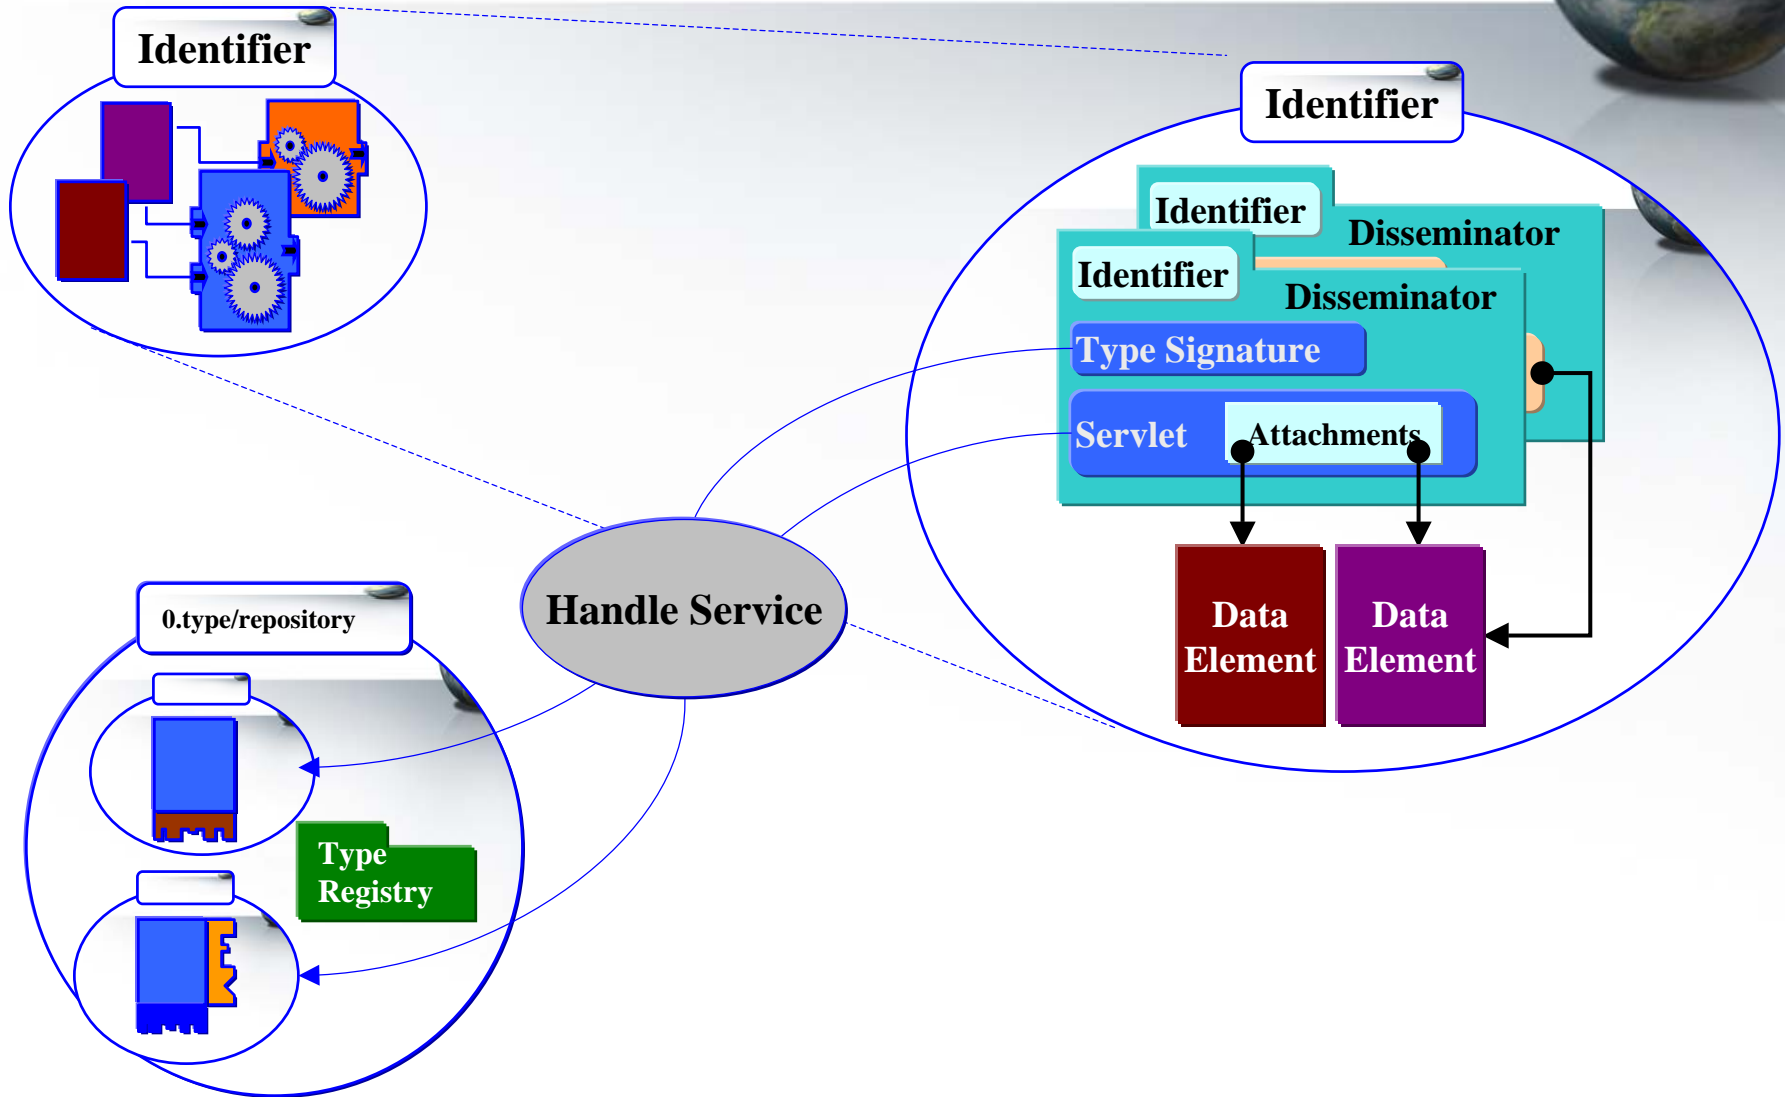 Identifier
Identifier
Identifier
Disseminator
Identifier
Disseminator
Type Signature
Servlet
Attachments
Handle Service
Data
Element
Data
Element
0.type/repository
Type
Registry